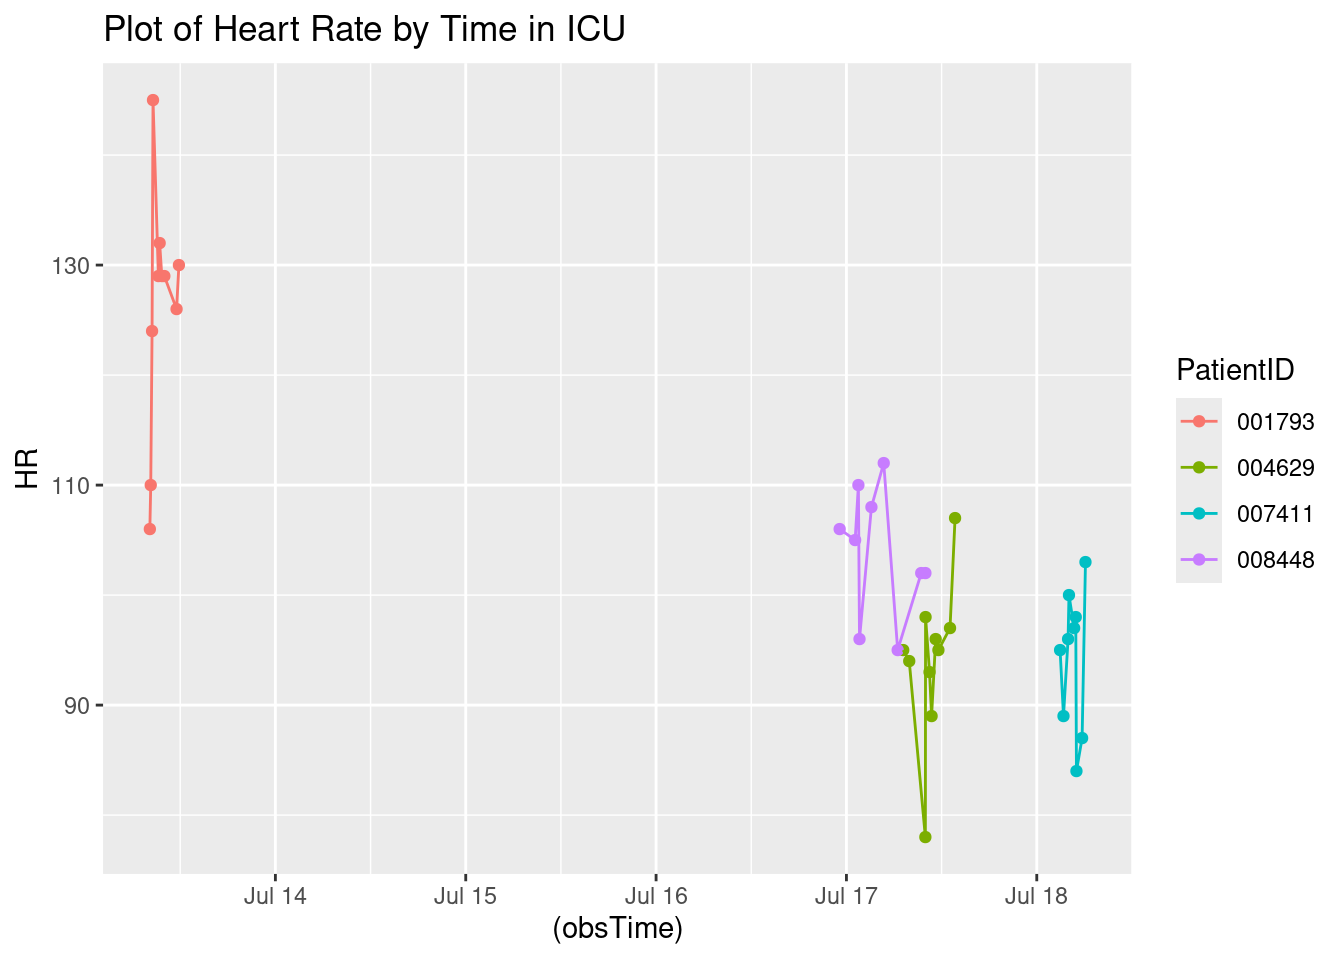 Plot of Heart Rate by Time in ICU
130
110
90
HR
Jul 14 Jul 15 Jul 16 Jul 17 Jul 18
(obsTime)
PatientID
001793
004629
007411
008448